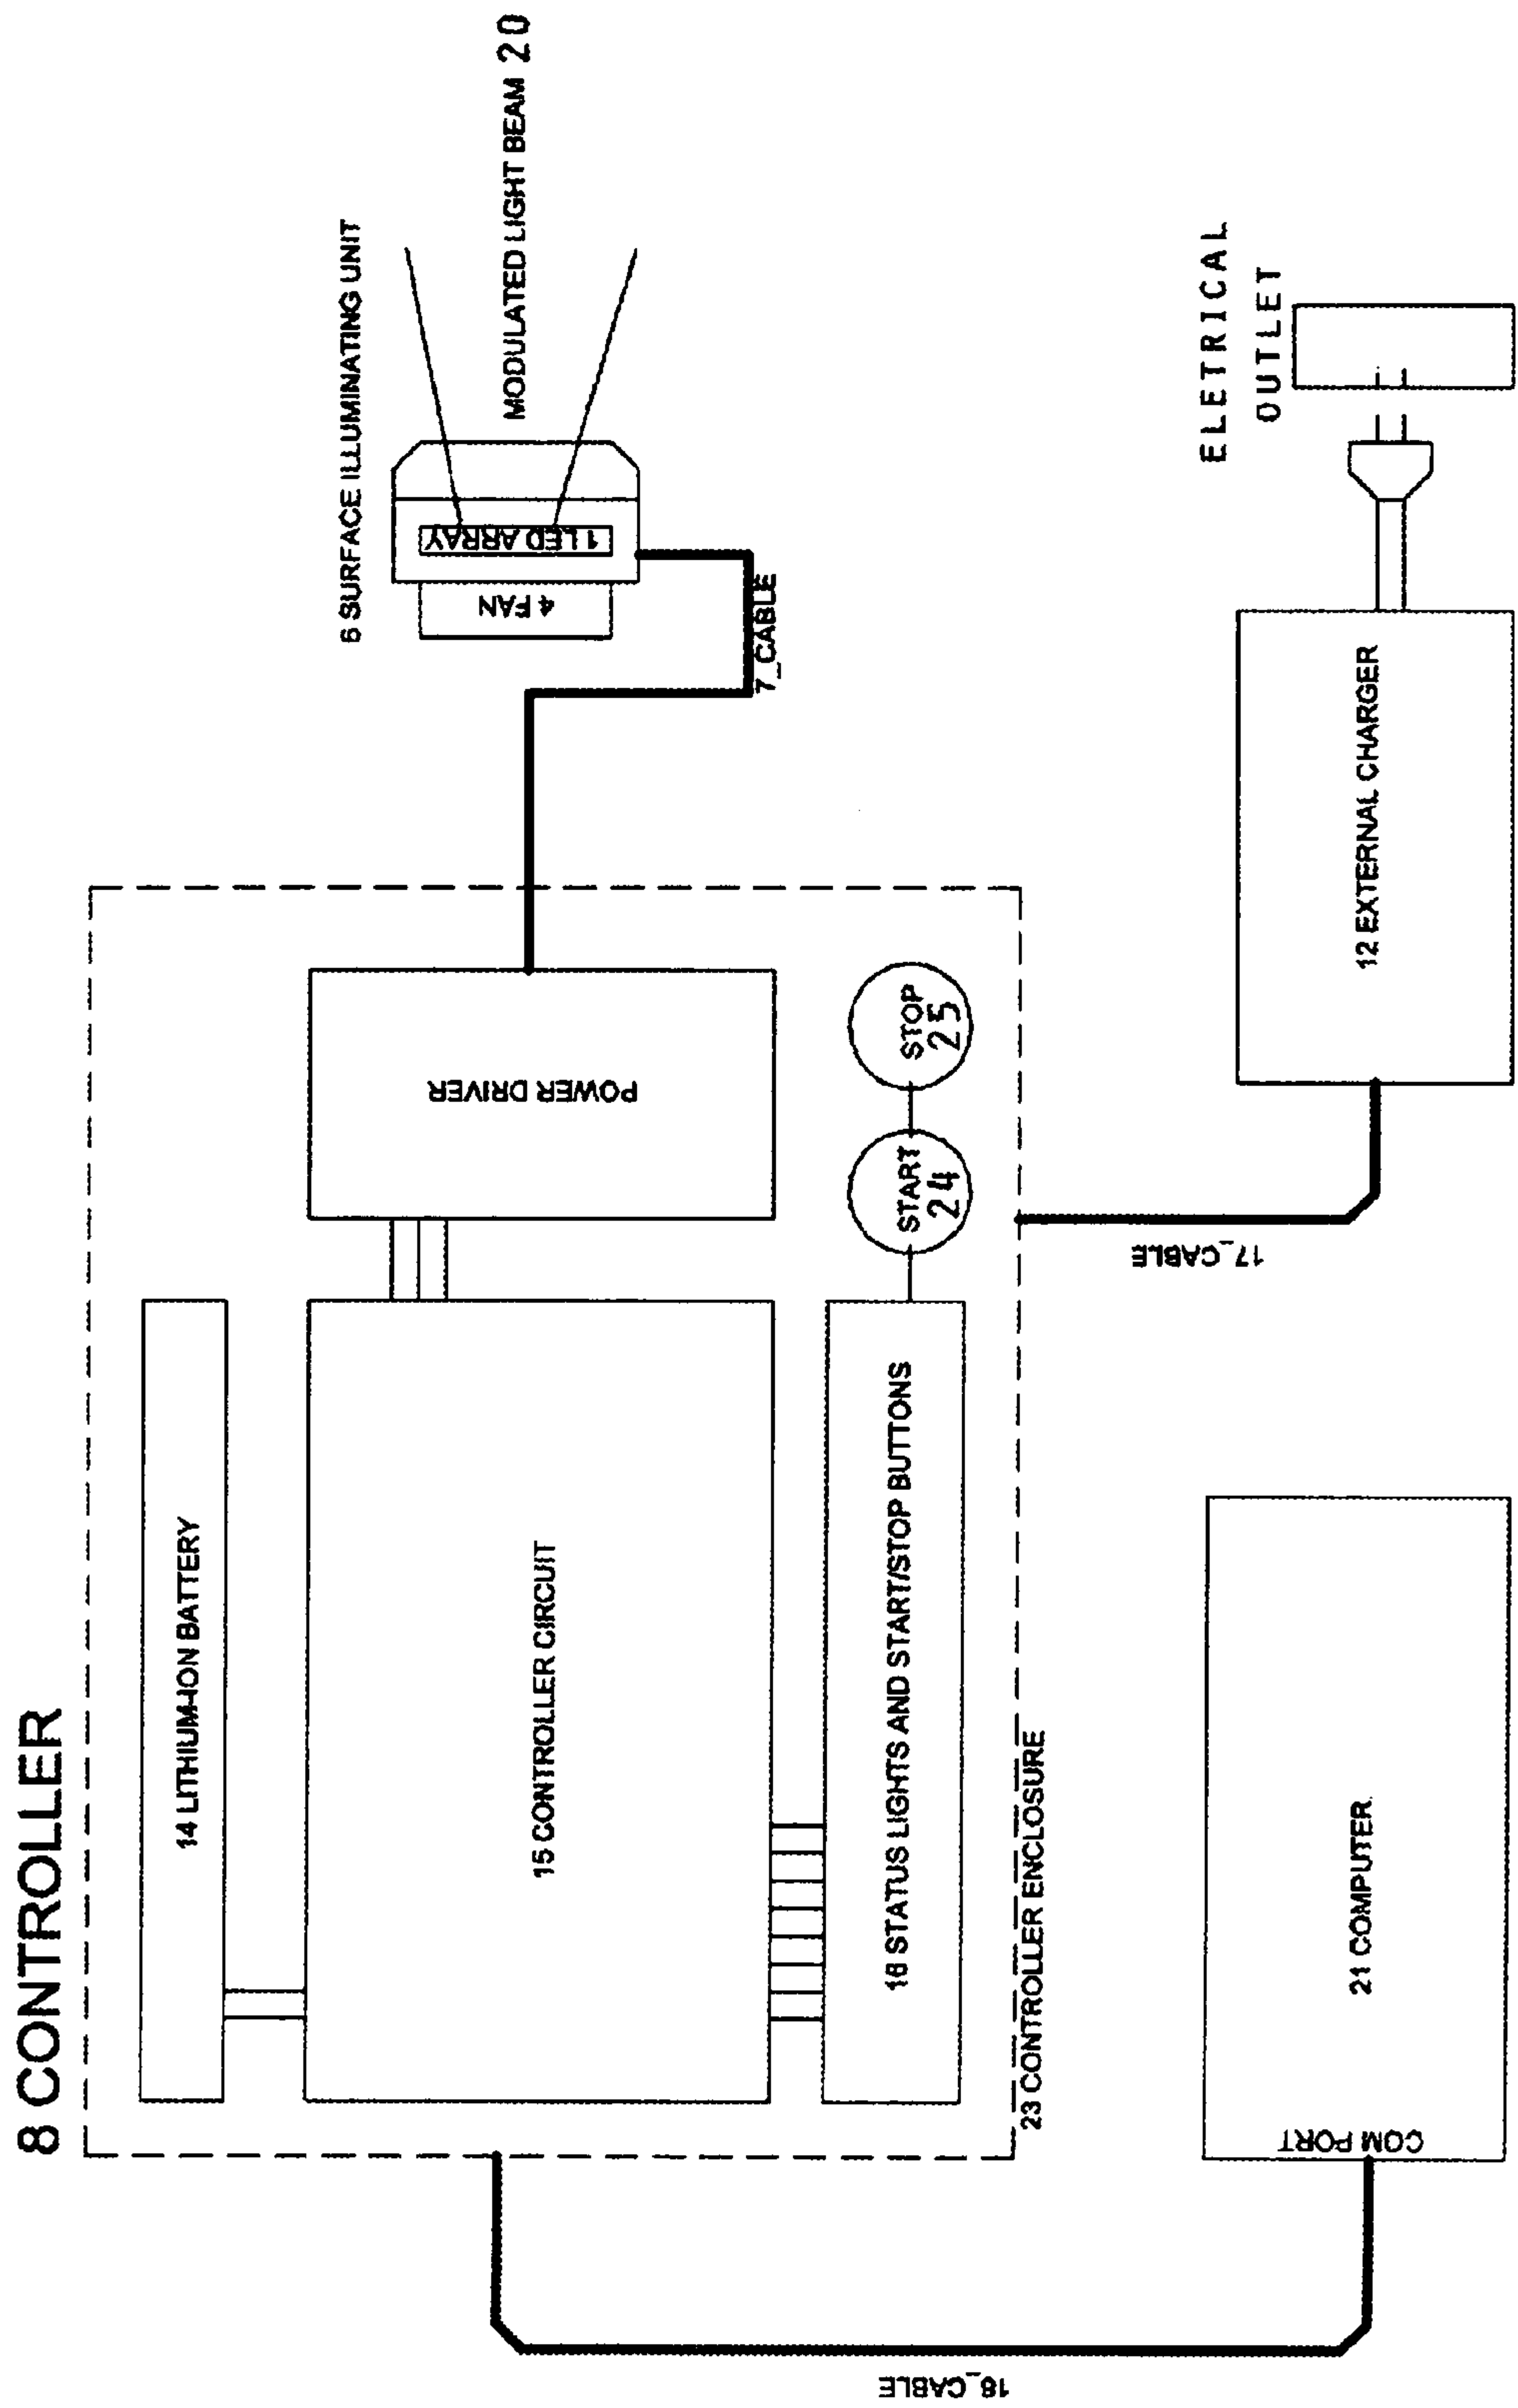 8 CONTROLLER
14 LITHIUM-ION BATTERY
15 CONTROLLER CIRCUIT
POWER DRIVER
16 STATUS LIGHTS AND START/STOP BUTTONS
START
24
STOP
25
23 CONTROLLER ENCLOSURE
6 SURFACE ILLUMINATING UNIT
4 FAN
1 LED ARRAY
MODULATED LIGHT BEAM 20
7_CABLE
17_CABLE
18_CABLE
COM PORT
21 COMPUTER
12 EXTERNAL CHARGER
ELETRICAL
OUTLET